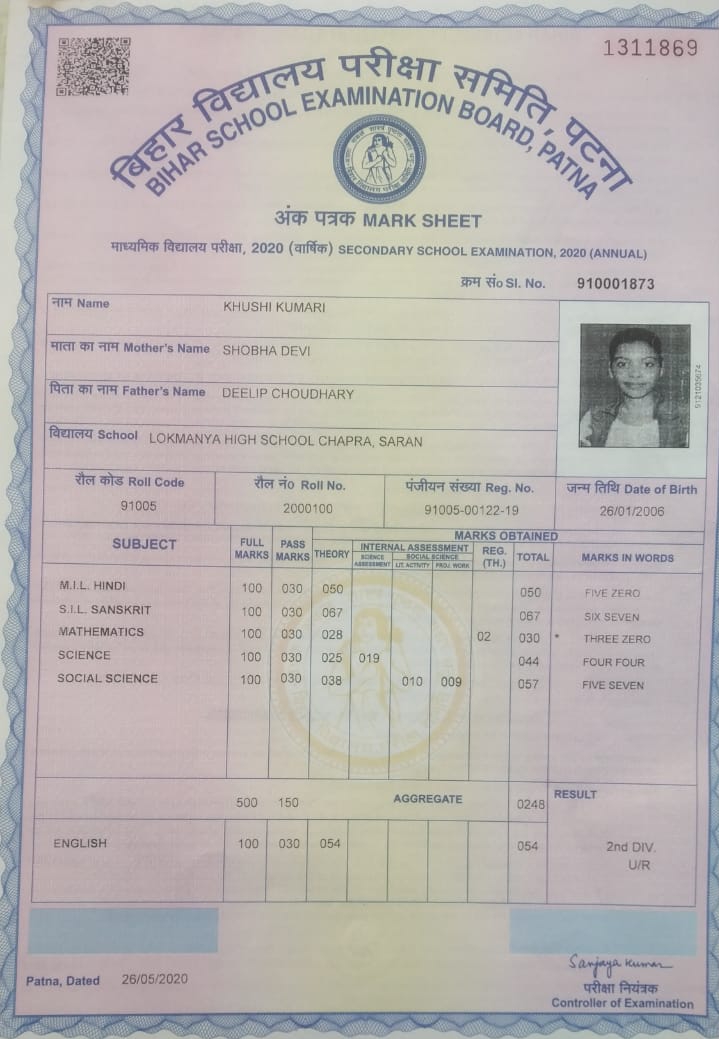 1311869
बिहार विद्यालय परीक्षा समिति, पटना
BIHAR SCHOOL EXAMINATION BOARD, PATNA
अंक पत्रक MARK SHEET
माध्यमिक विद्यालय परीक्षा, 2020 (वार्षिक) SECONDARY SCHOOL EXAMINATION, 2020 (ANNUAL)
क्रम सं० Sl. No. 910001873
नाम Name KHUSHI KUMARI
माता का नाम Mother's Name SHOBHA DEVI
पिता का नाम Father's Name DEELIP CHOUDHARY
विद्यालय School LOKMANYA HIGH SCHOOL CHAPRA, SARAN
रौल कोड Roll Code रौल नं० Roll No. पंजीयन संख्या Reg. No. जन्म तिथि Date of Birth
91005 2000100 91005-00122-19 26/01/2006
SUBJECT FULL MARKS PASS MARKS THEORY MARKS OBTAINED
INTERNAL ASSESSMENT REG. (TH.) TOTAL MARKS IN WORDS
SCIENCE ASSESSMENT SOCIAL SCIENCE
LIT. ACTIVITY PROJ. WORK
M.I.L. HINDI 100 030 050 050 FIVE ZERO
S.I.L. SANSKRIT 100 030 067 067 SIX SEVEN
MATHEMATICS 100 030 028 02 030 * THREE ZERO
SCIENCE 100 030 025 019 044 FOUR FOUR
SOCIAL SCIENCE 100 030 038 010 009 057 FIVE SEVEN
500 150 AGGREGATE 0248 RESULT
ENGLISH 100 030 054 054 2nd DIV.
U/R
Patna, Dated 26/05/2020
Sanjaya Kumar
परीक्षा नियंत्रक
Controller of Examination